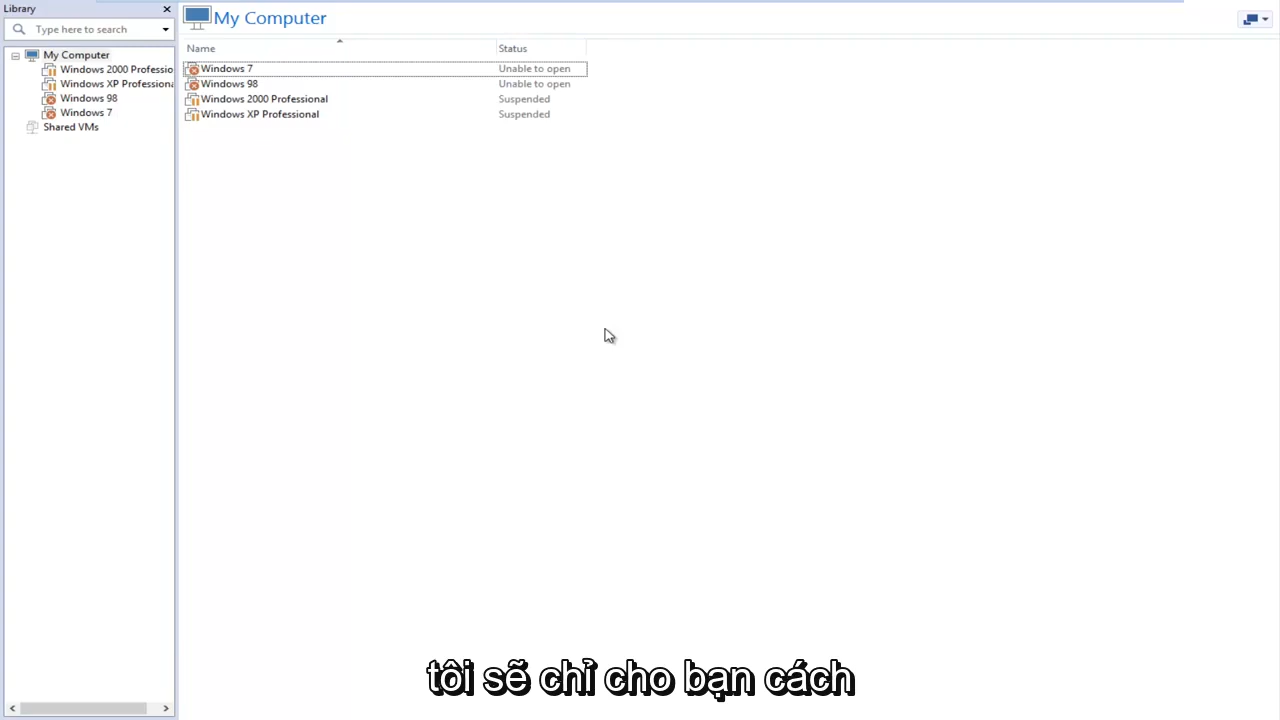 Library
Type here to search
My Computer
Windows 2000 Professio
Windows XP Professiona
Windows 98
Windows 7
Shared VMs
My Computer
Name Status
Windows 7 Unable to open
Windows 98 Unable to open
Windows 2000 Professional Suspended
Windows XP Professional Suspended
tôi sẽ chỉ cho bạn cách